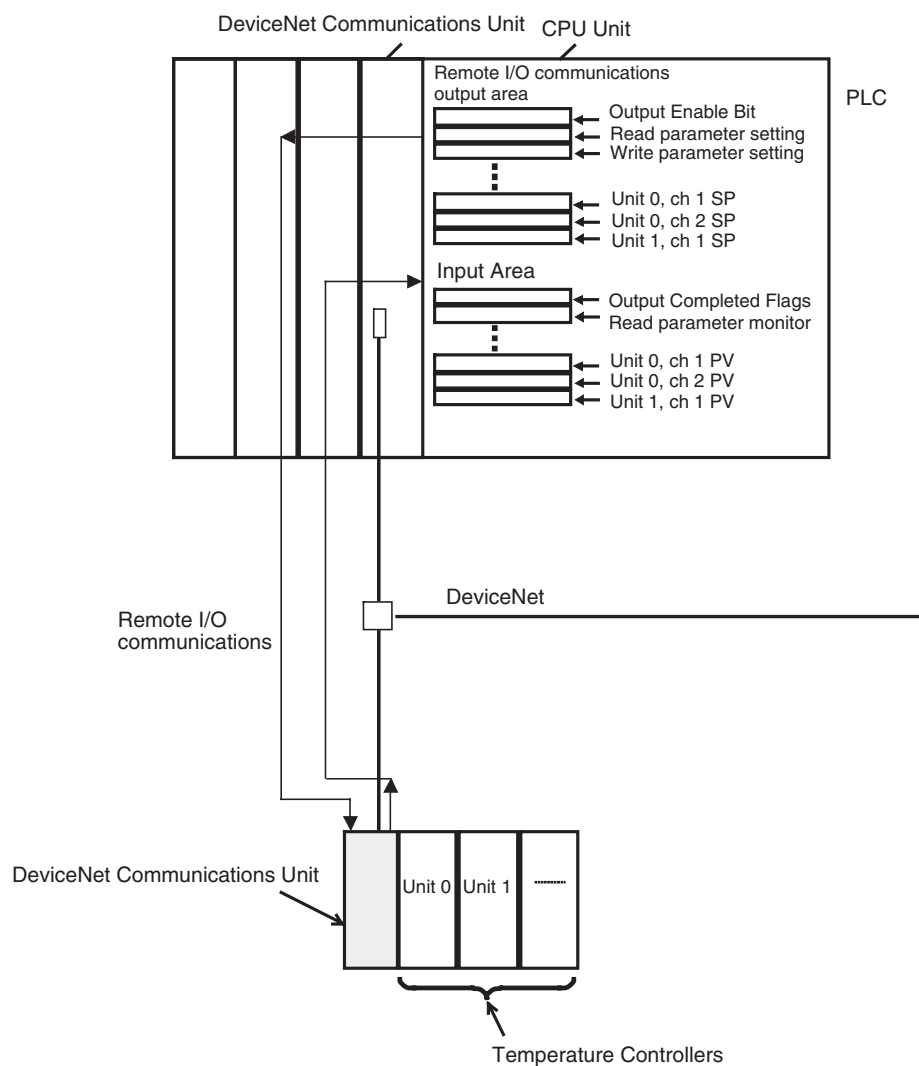 DeviceNet Communications Unit
CPU Unit
PLC
Remote I/O communications
output area
Output Enable Bit
Read parameter setting
Write parameter setting
Unit 0, ch 1 SP
Unit 0, ch 2 SP
Unit 1, ch 1 SP
Input Area
Output Completed Flags
Read parameter monitor
Unit 0, ch 1 PV
Unit 0, ch 2 PV
Unit 1, ch 1 PV
DeviceNet
Remote I/O
communications
DeviceNet Communications Unit
Unit 0
Unit 1
Temperature Controllers